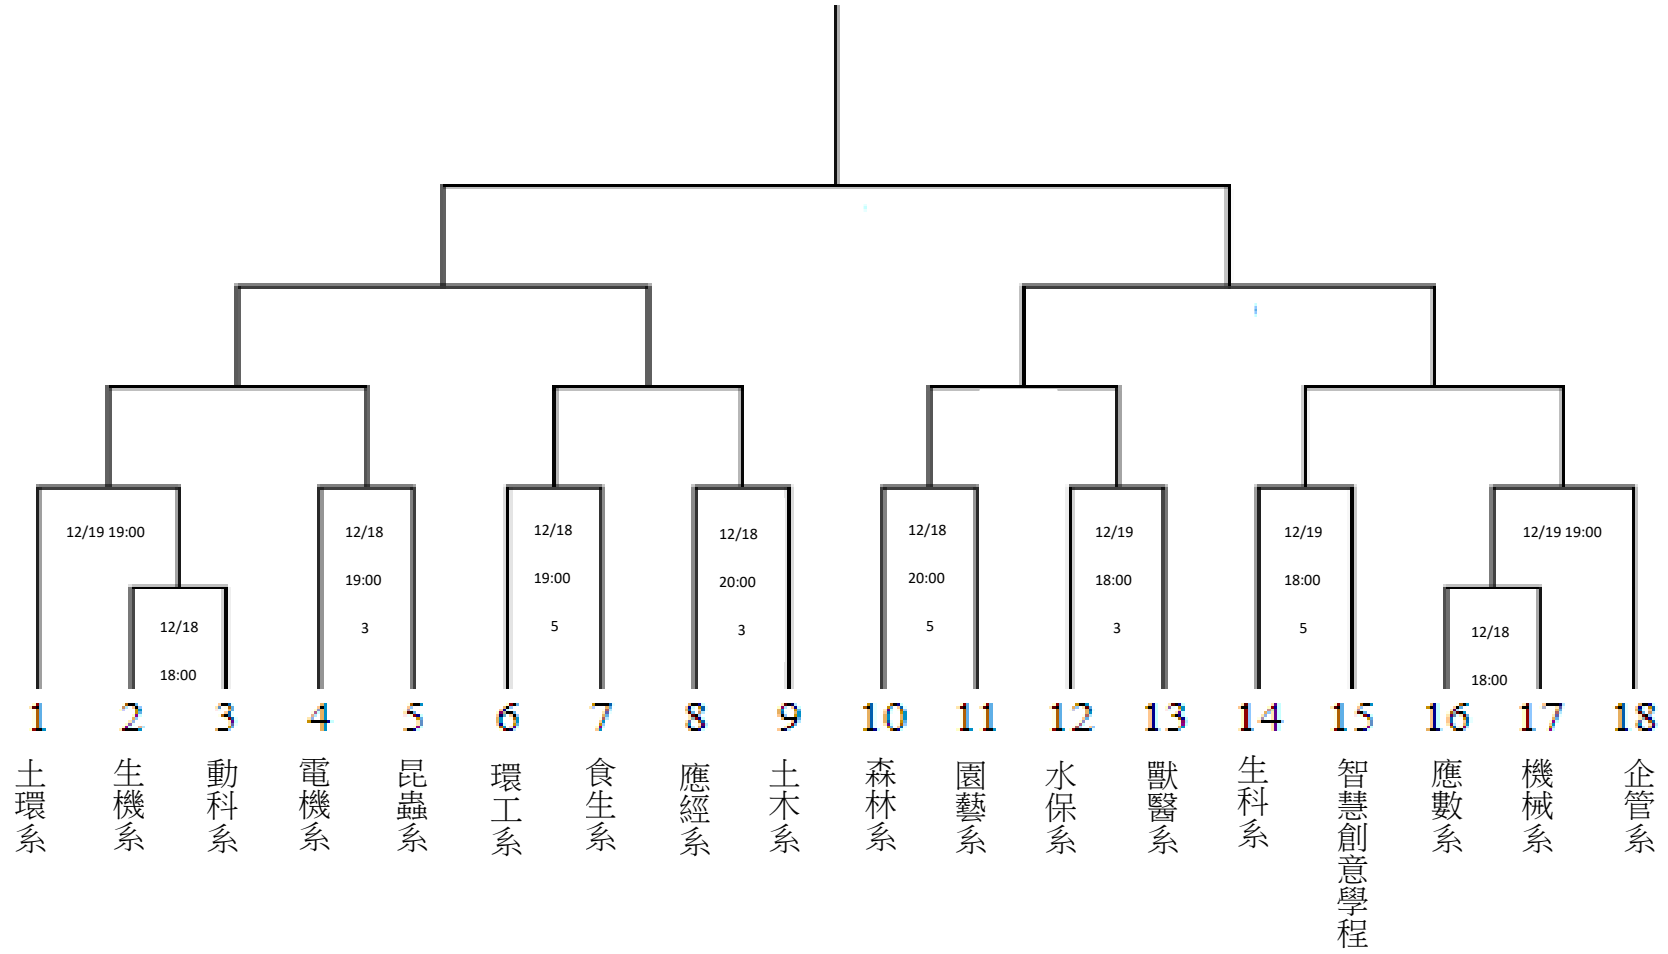 12/19 19:00
12/18
19:00
3
12/18
19:00
5
12/18
20:00
3
12/18
20:00
5
12/19
18:00
3
12/19
18:00
5
12/19 19:00
12/18
18:00
12/18
18:00
1 2 3 4 5 6 7 8 9 10 11 12 13 14 15 16 17 18
土環系
生機系
動科系
電機系
昆蟲系
環工系
食生系
應經系
土木系
森林系
園藝系
水保系
獸醫系
生科系
智慧創意學程
應數系
機械系
企管系